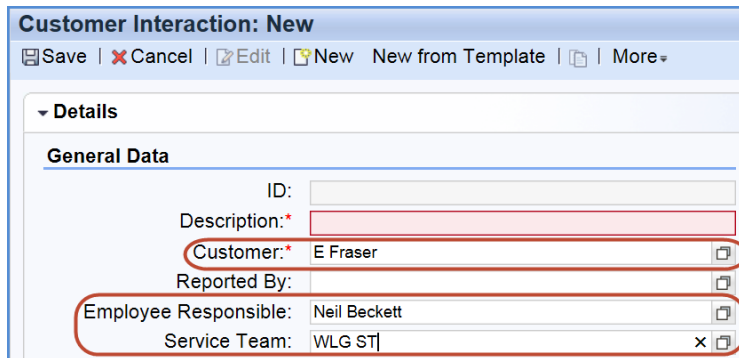 Customer Interaction: New
Save | Cancel | Edit | New New from Template | | More
Details
General Data
ID:
Description:*
Customer:* E Fraser
Reported By:
Employee Responsible: Neil Beckett
Service Team: WLG ST